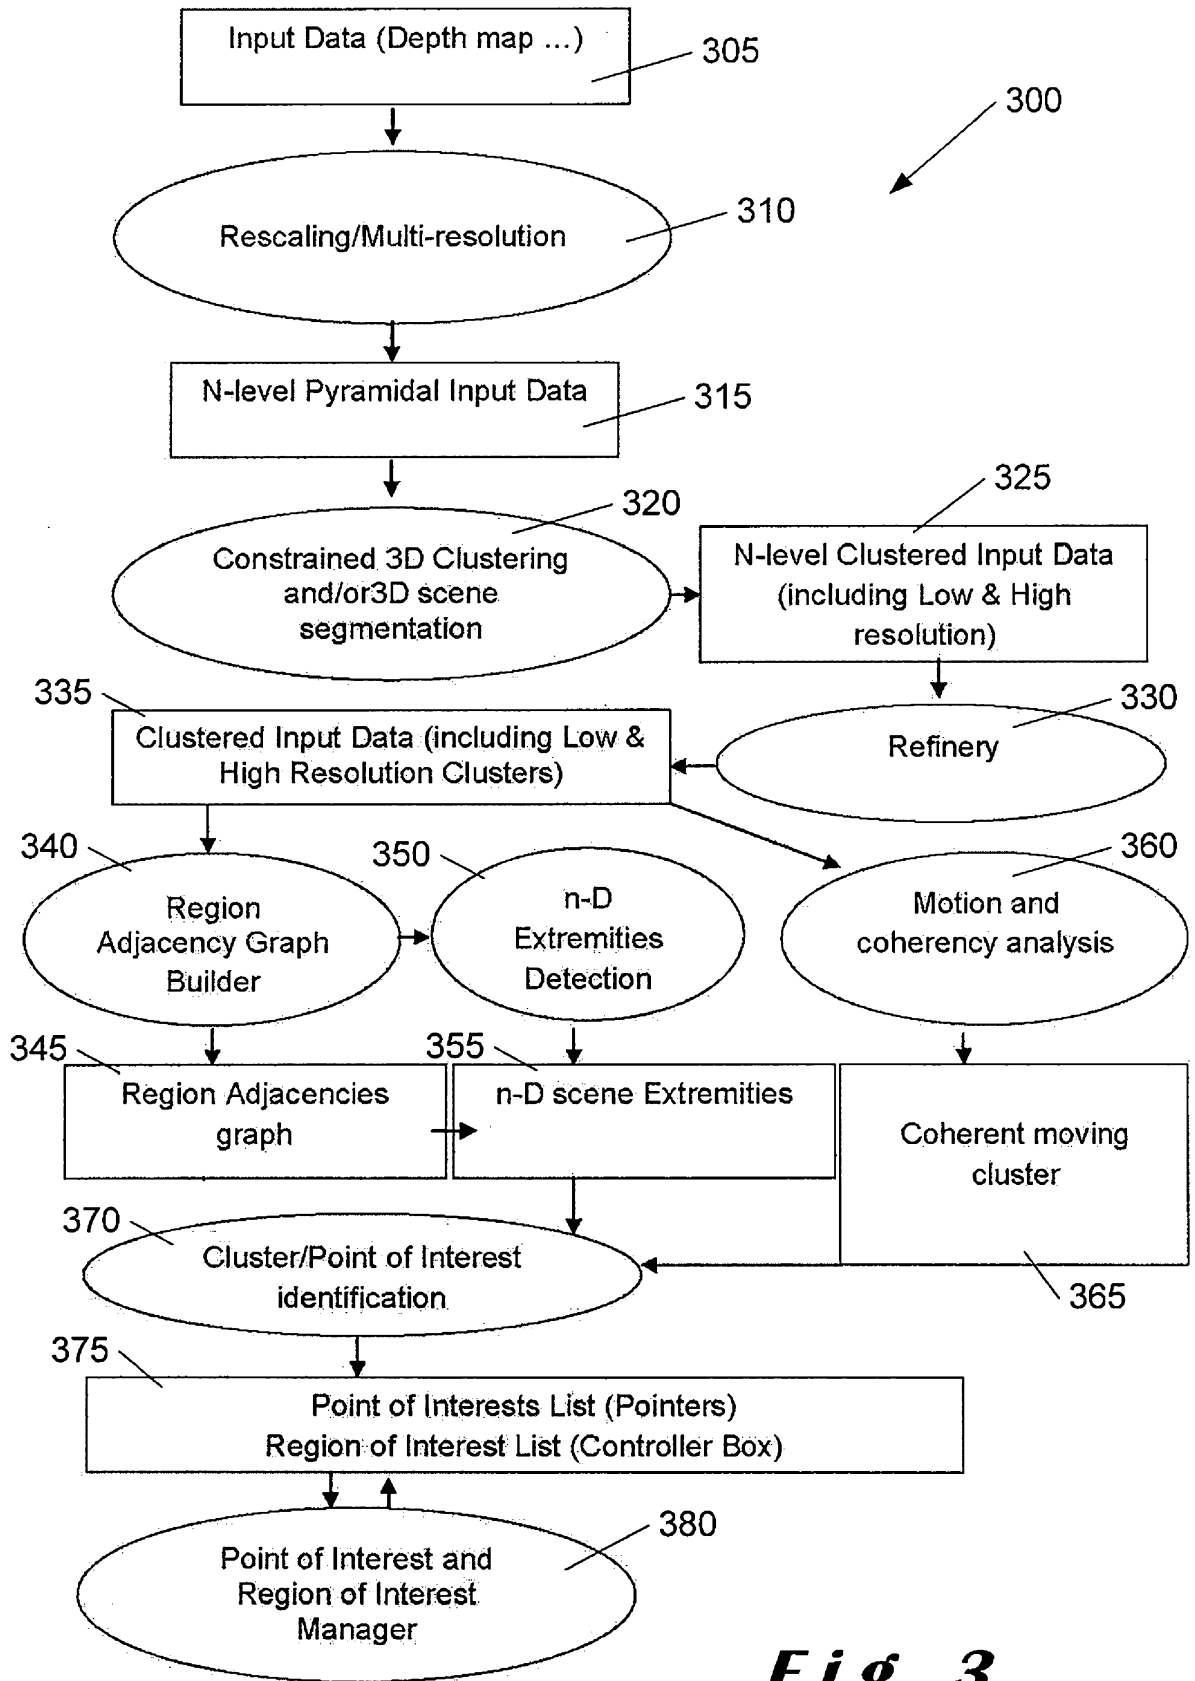 Input Data (Depth map ...)
305
300
310
Rescaling/Multi-resolution
N-level Pyramidal Input Data
315
325
320
Constrained 3D Clustering
and/or3D scene
segmentation
N-level Clustered Input Data
(including Low & High
resolution)
335
330
Clustered Input Data (including Low &
High Resolution Clusters)
Refinery
340
350
360
Region
Adjacency Graph
Builder
n-D
Extremities
Detection
Motion and
coherency analysis
345
355
Region Adjacencies
graph
n-D scene Extremities
Coherent moving
cluster
370
Cluster/Point of Interest
identification
365
375
Point of Interests List (Pointers)
Region of Interest List (Controller Box)
380
Point of Interest and
Region of Interest
Manager
Fig. 3